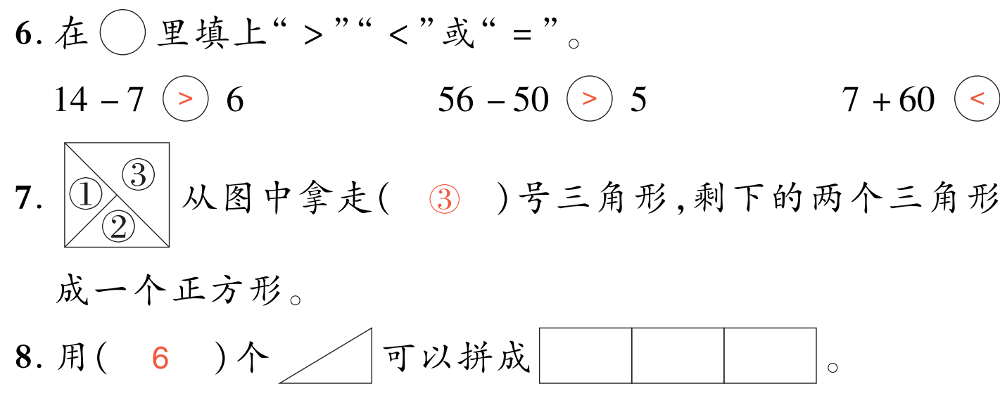 6. 在○里填上“ > ”“ < ”或“ = ”。
14 - 7 > 6 56 - 50 > 5 7 + 60 <
7. ① ② ③ 从图中拿走( ③ )号三角形,剩下的两个三角形
成一个正方形。
8. 用( 6 )个 可以拼成 。